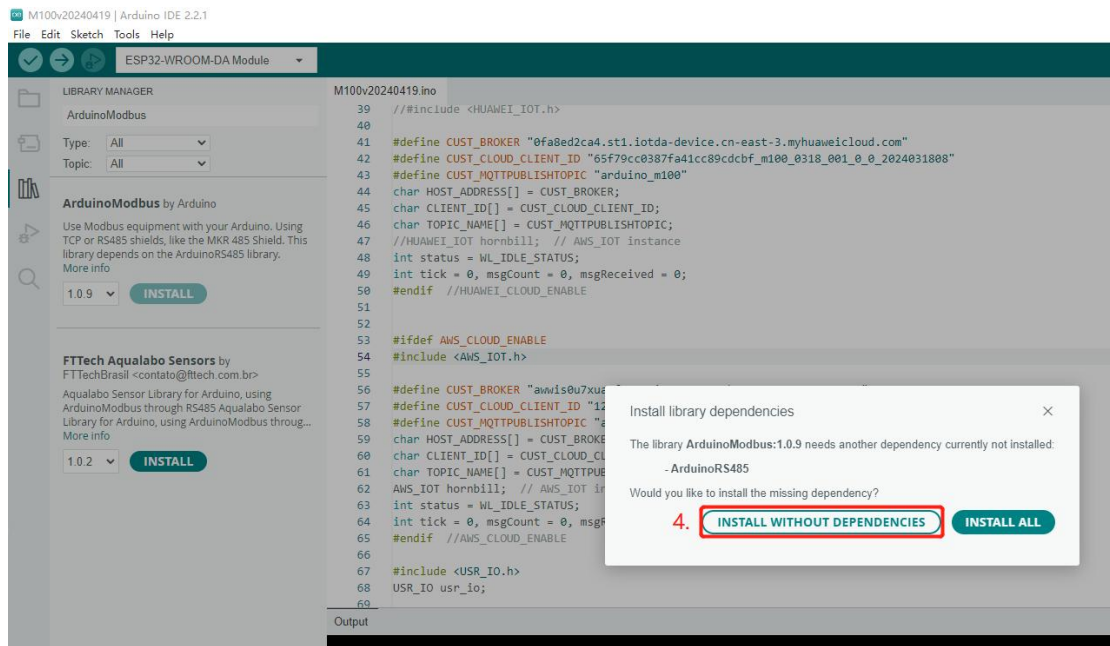 M100v20240419 | Arduino IDE 2.2.1
File Edit Sketch Tools Help
ESP32-WROOM-DA Module
LIBRARY MANAGER
ArduinoModbus
Type: All
Topic: All
ArduinoModbus by Arduino
Use Modbus equipment with your Arduino. Using
TCP or RS485 shields, like the MKR 485 Shield. This
library depends on the ArduinoRS485 library.
More info
1.0.9 INSTALL
FTTech Aqualabo Sensors by
FTTechBrasil <contato@fttech.com.br>
Aqualabo Sensor Library for Arduino, using
ArduinoModbus through RS485 Aqualabo Sensor
Library for Arduino, using ArduinoModbus throug...
More info
1.0.2 INSTALL
M100v20240419.ino
39 //#include <HUAWEI_IOT.h>
40
41 #define CUST_BROKER "0fa8ed2ca4.st1.iotda-device.cn-east-3.myhuaweicloud.com"
42 #define CUST_CLOUD_CLIENT_ID "65f79cc0387fa41cc89cdcbf_m100_0318_001_0_0_2024031808"
43 #define CUST_MQTTPUBLISHTOPIC "arduino_m100"
44 char HOST_ADDRESS[] = CUST_BROKER;
45 char CLIENT_ID[] = CUST_CLOUD_CLIENT_ID;
46 char TOPIC_NAME[] = CUST_MQTTPUBLISHTOPIC;
47 //HUAWEI_IOT hornbill; // AWS_IOT instance
48 int status = WL_IDLE_STATUS;
49 int tick = 0, msgCount = 0, msgReceived = 0;
50 #endif //HUAWEI_CLOUD_ENABLE
51
52
53 #ifdef AWS_CLOUD_ENABLE
54 #include <AWS_IOT.h>
55
56 #define CUST_BROKER "awwis0u7xua
57 #define CUST_CLOUD_CLIENT_ID "12
58 #define CUST_MQTTPUBLISHTOPIC "a
59 char HOST_ADDRESS[] = CUST_BROKE
60 char CLIENT_ID[] = CUST_CLOUD_CL
61 char TOPIC_NAME[] = CUST_MQTTPUB
62 AWS_IOT hornbill; // AWS_IOT in
63 int status = WL_IDLE_STATUS;
64 int tick = 0, msgCount = 0, msgR
65 #endif //AWS_CLOUD_ENABLE
66
67 #include <USR_IO.h>
68 USR_IO usr_io;
69
Install library dependencies
The library ArduinoModbus:1.0.9 needs another dependency currently not installed:
- ArduinoRS485
Would you like to install the missing dependency?
4. INSTALL WITHOUT DEPENDENCIES INSTALL ALL
Output